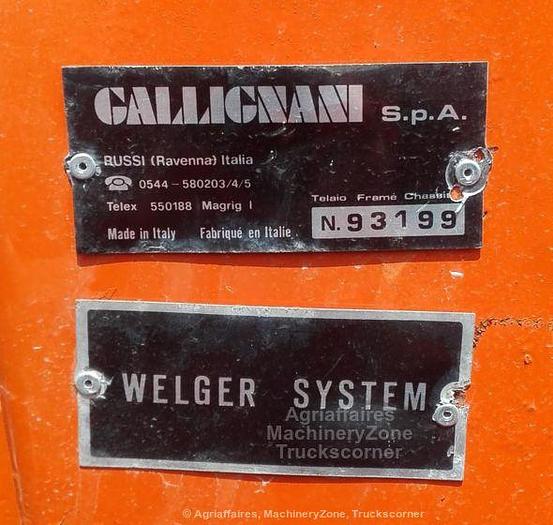 GALLIGNANI S.p.A.
RUSSI (Ravenna) Italia
☎ 0544-580203/4/5
Telex 550188 Magrig I
Telaio Frame Chassis
N. 93199
Made in Italy Fabriqué en Italie
WELGER SYSTEM
Agriaffaires
MachineryZone
Truckscorner
© Agriaffaires, MachineryZone, Truckscorner